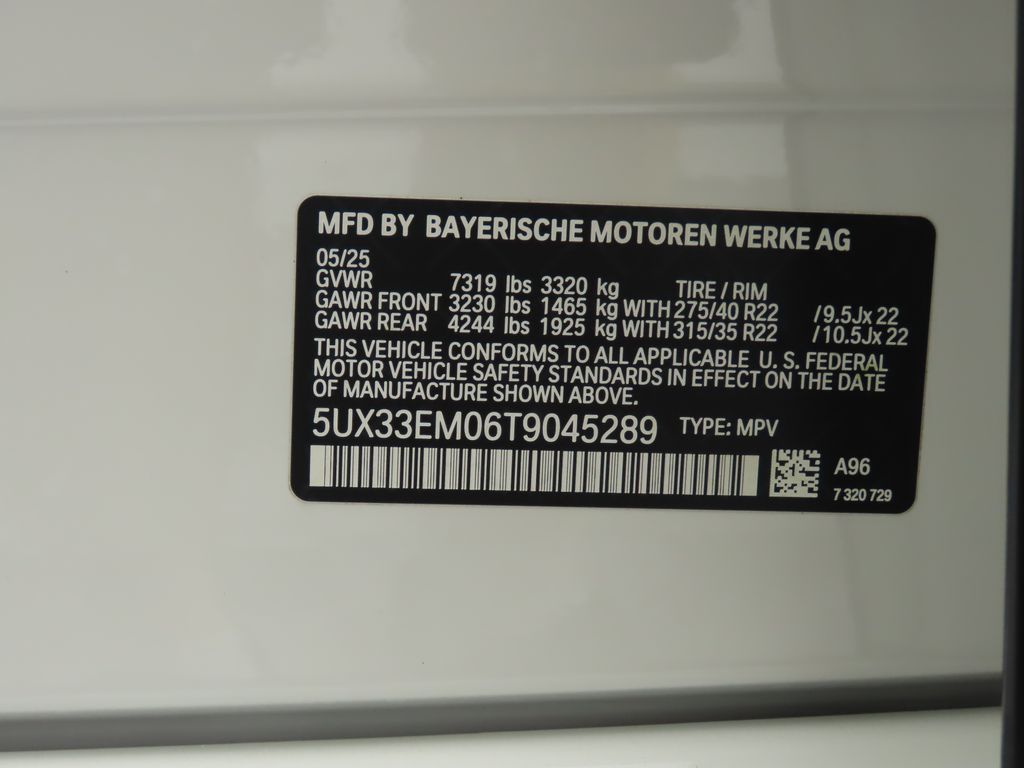 MFD BY BAYERISCHE MOTOREN WERKE AG
05/25
GVWR 7319 lbs 3320 kg TIRE / RIM
GAWR FRONT 3230 lbs 1465 kg WITH 275/40 R22 /9.5Jx 22
GAWR REAR 4244 lbs 1925 kg WITH 315/35 R22 /10.5Jx 22
THIS VEHICLE CONFORMS TO ALL APPLICABLE U. S. FEDERAL
MOTOR VEHICLE SAFETY STANDARDS IN EFFECT ON THE DATE
OF MANUFACTURE SHOWN ABOVE.
5UX33EM06T9045289 TYPE: MPV
A96
7 320 729